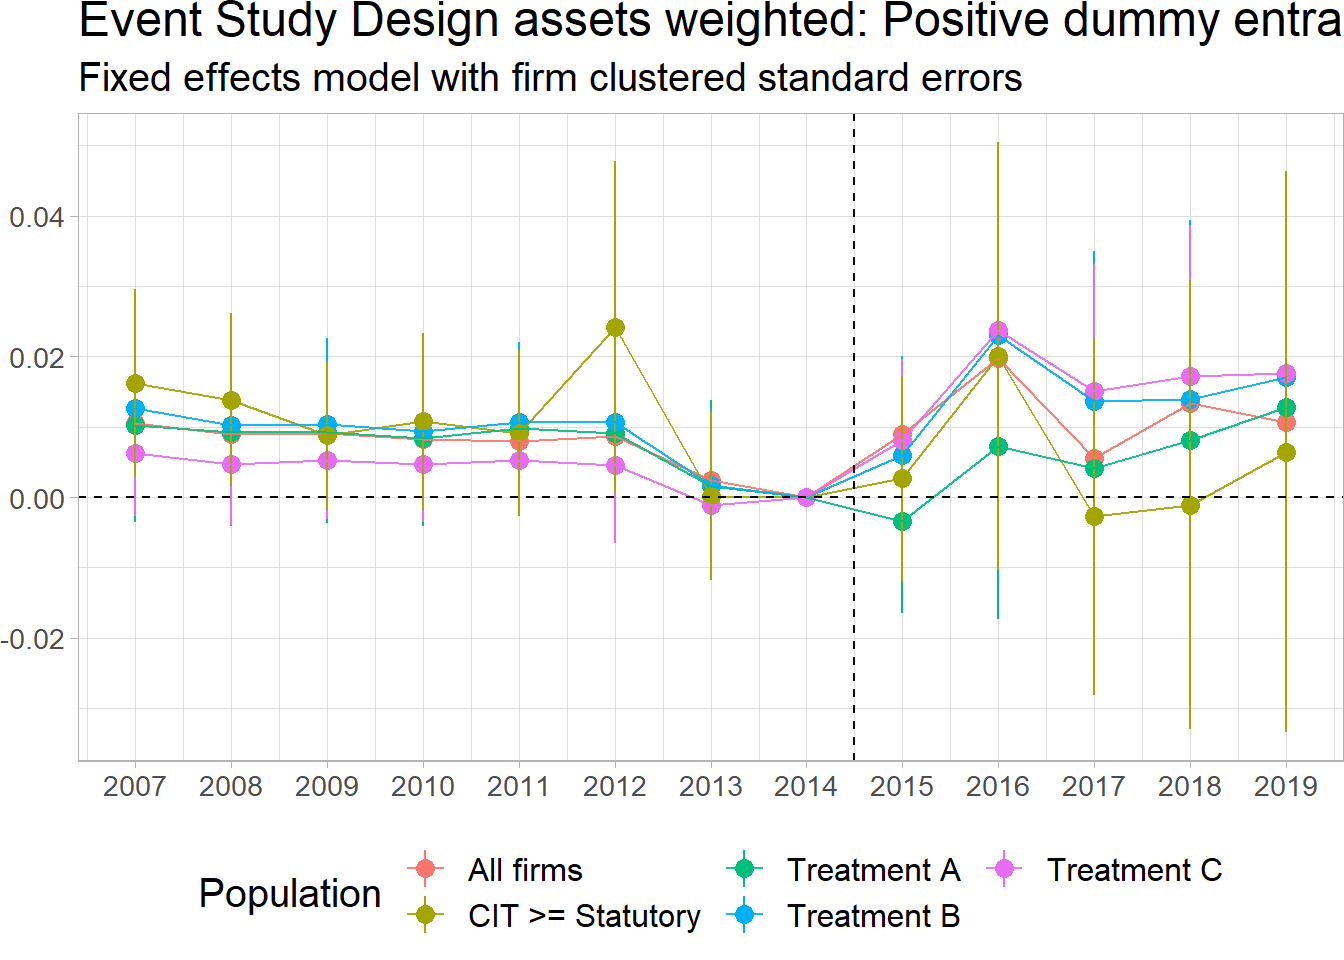 Event Study Design assets weighted: Positive dummy entra
Fixed effects model with firm clustered standard errors
0.04
0.02
0.00
-0.02
2007 2008 2009 2010 2011 2012 2013 2014 2015 2016 2017 2018 2019
Population
All firms Treatment A Treatment C
CIT >= Statutory Treatment B